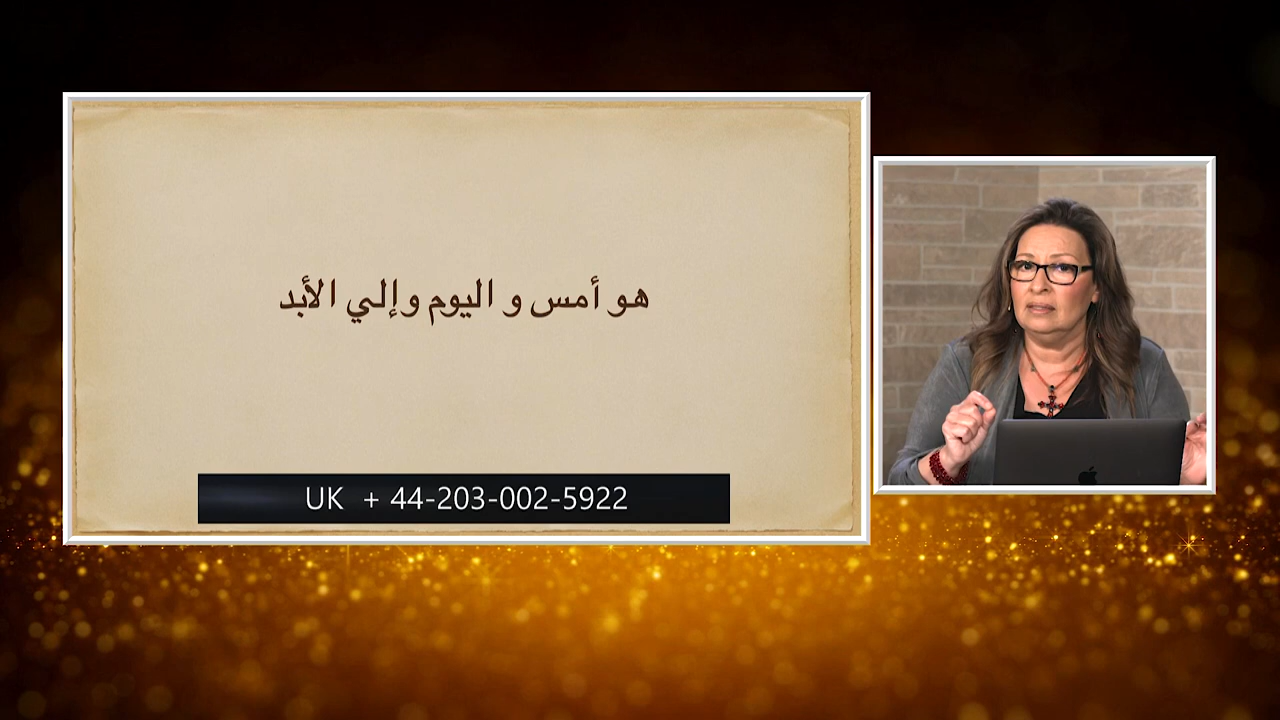 هو أمس و اليوم وإلي الأبد
UK + 44-203-002-5922